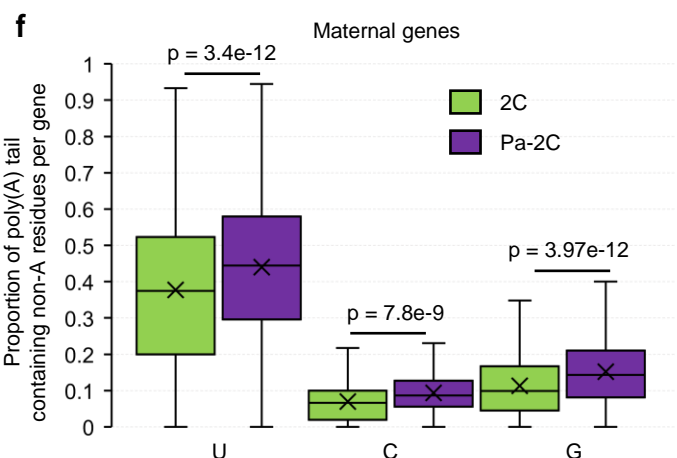 f
Maternal genes
p = 3.4e-12
2C
Pa-2C
p = 3.97e-12
p = 7.8e-9
Proportion of poly(A) tail
containing non-A residues per gene
1
0.9
0.8
0.7
0.6
0.5
0.4
0.3
0.2
0.1
0
U
C
G